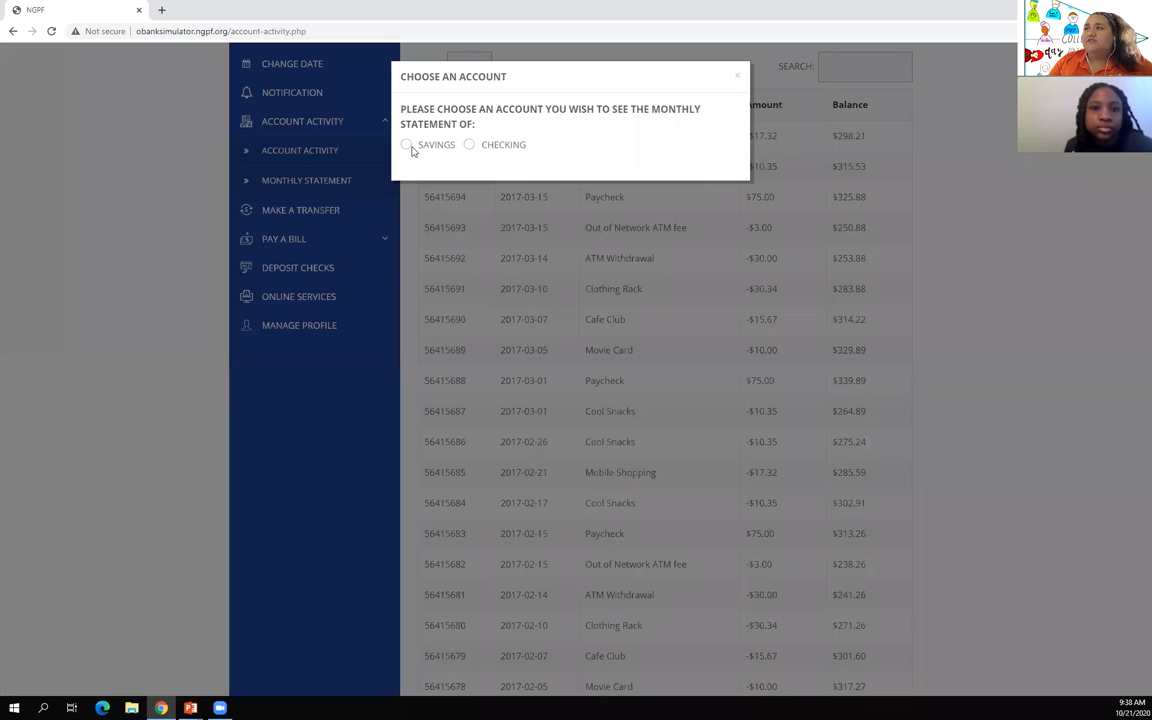 NGPF
Not secure
obanksimulator.ngpf.org/account-activity.php
CHANGE DATE
NOTIFICATION
ACCOUNT ACTIVITY
ACCOUNT ACTIVITY
MONTHLY STATEMENT
MAKE A TRANSFER
PAY A BILL
DEPOSIT CHECKS
ONLINE SERVICES
MANAGE PROFILE
CHOOSE AN ACCOUNT
PLEASE CHOOSE AN ACCOUNT YOU WISH TO SEE THE MONTHLY
STATEMENT OF:
SAVINGS CHECKING
SEARCH:
Amount Balance
$298.21
$315.53
56415694 2017-03-15 Paycheck $75.00 $325.88
56415693 2017-03-15 Out of Network ATM fee -$3.00 $250.88
56415692 2017-03-14 ATM Withdrawal -$30.00 $253.88
56415691 2017-03-10 Clothing Rack -$30.34 $283.88
56415690 2017-03-07 Cafe Club -$15.67 $314.22
56415689 2017-03-05 Movie Card -$10.00 $329.89
56415688 2017-03-01 Paycheck $75.00 $339.89
56415687 2017-03-01 Cool Snacks -$10.35 $264.89
56415686 2017-02-26 Cool Snacks -$10.35 $275.24
56415685 2017-02-21 Mobile Shopping -$17.32 $285.59
56415684 2017-02-17 Cool Snacks -$10.35 $302.91
56415683 2017-02-15 Paycheck $75.00 $313.26
56415682 2017-02-15 Out of Network ATM fee -$3.00 $238.26
56415681 2017-02-14 ATM Withdrawal -$30.00 $241.26
56415680 2017-02-10 Clothing Rack -$30.34 $271.26
56415679 2017-02-07 Cafe Club -$15.67 $301.60
56415678 2017-02-05 Movie Card -$10.00 $317.27
9:38 AM
10/21/2020
day